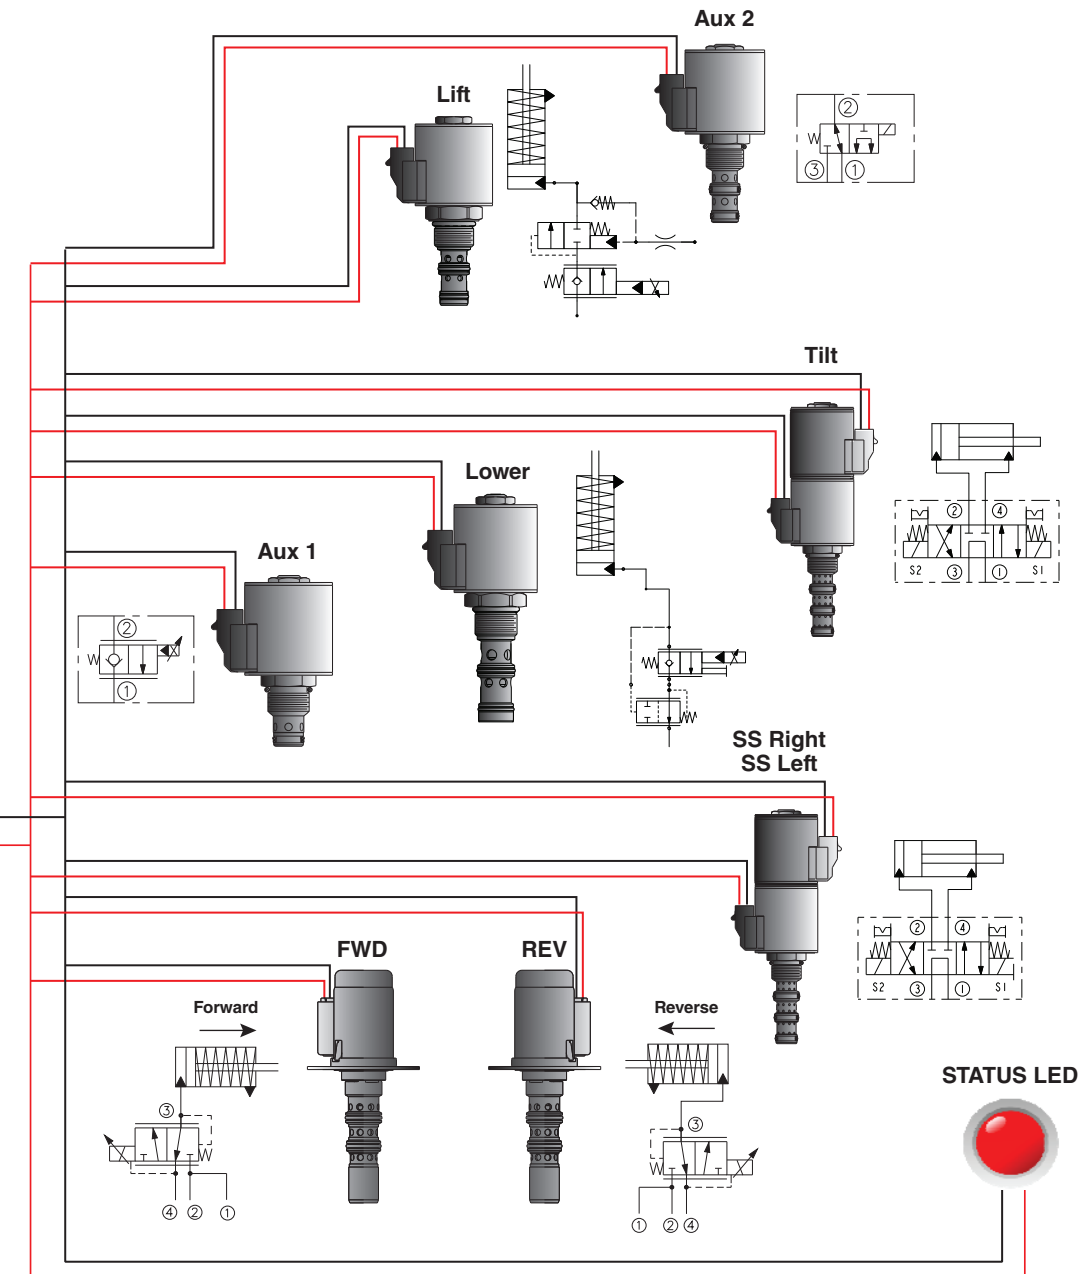 Aux 2
Lift
2
3 1
Tilt
Lower
2 4
S2 3 1 S1
Aux 1
2
1
SS Right
SS Left
2 4
S2 3 1 S1
FWD REV
Forward
Reverse
3
4 2 1
3
1 2 4
STATUS LED